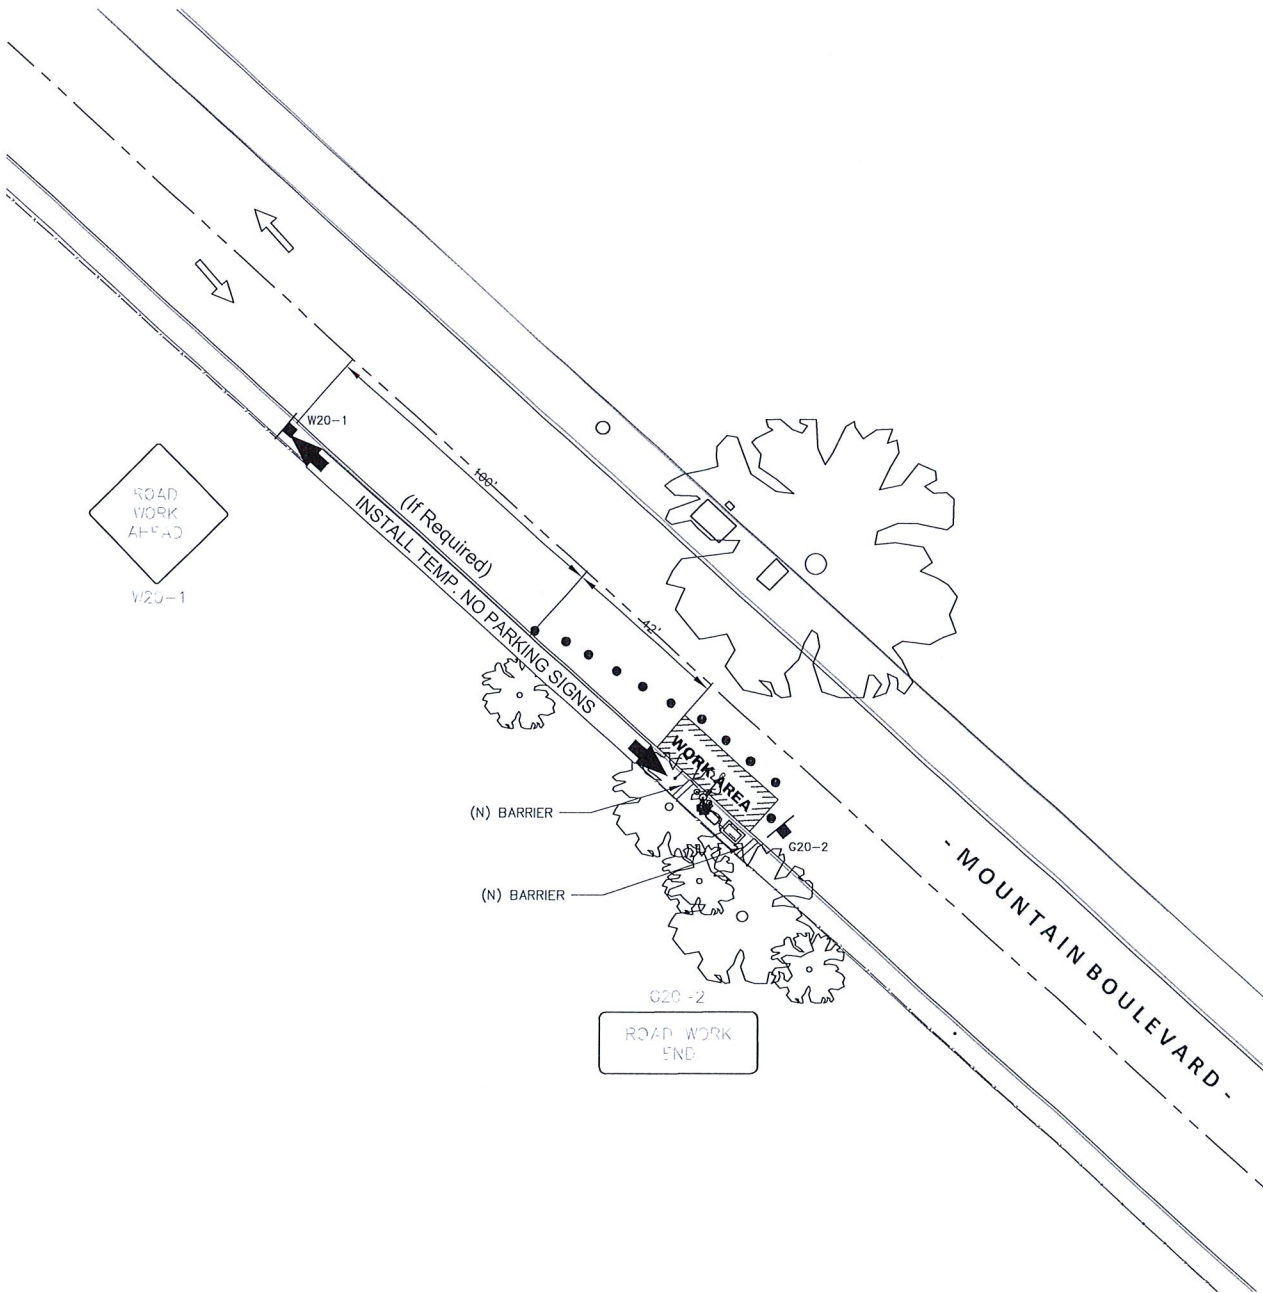 W20-1
ROAD
WORK
AHEAD
W20-1
100'
(If Required)
INSTALL TEMP. NO PARKING SIGNS
42'
WORK AREA
(N) BARRIER
G20-2
(N) BARRIER
- MOUNTAIN BOULEVARD -
G20-2
ROAD WORK
END